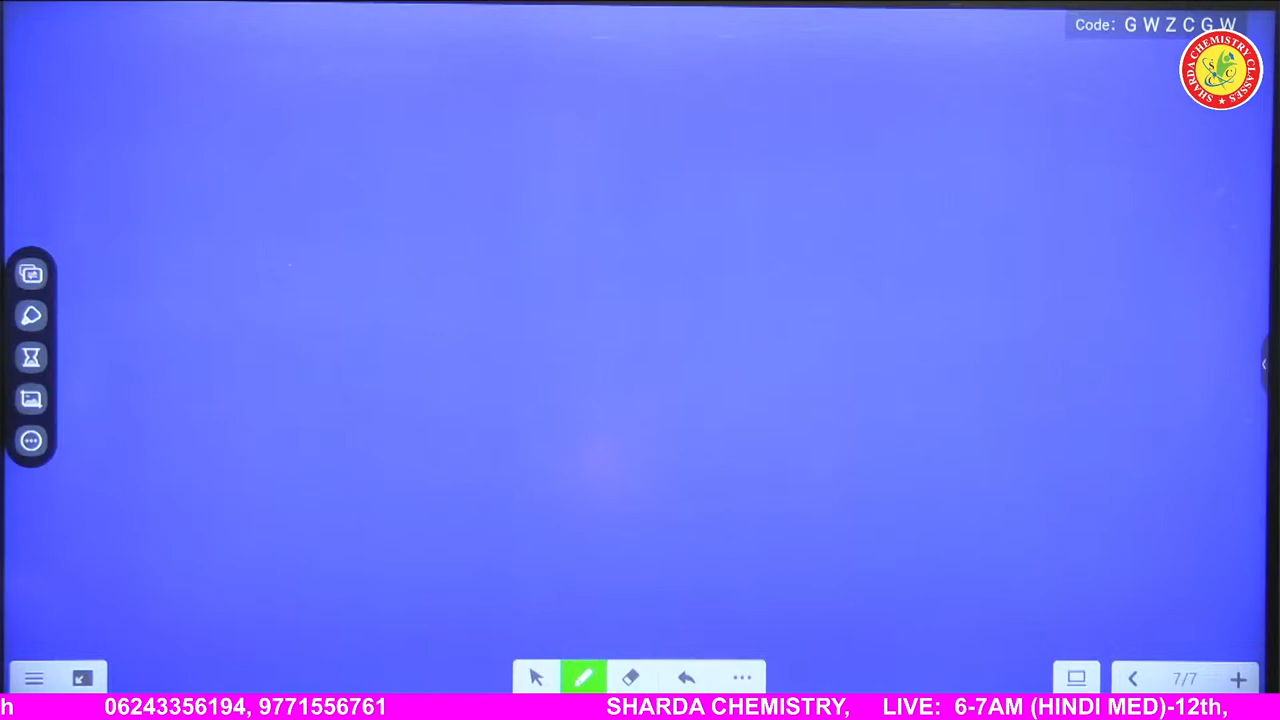 Code: G W Z C G W
SHARDA CHEMISTRY CLASSES
S C C
7/7
h 06243356194, 9771556761 SHARDA CHEMISTRY, LIVE: 6-7AM (HINDI MED)-12th,